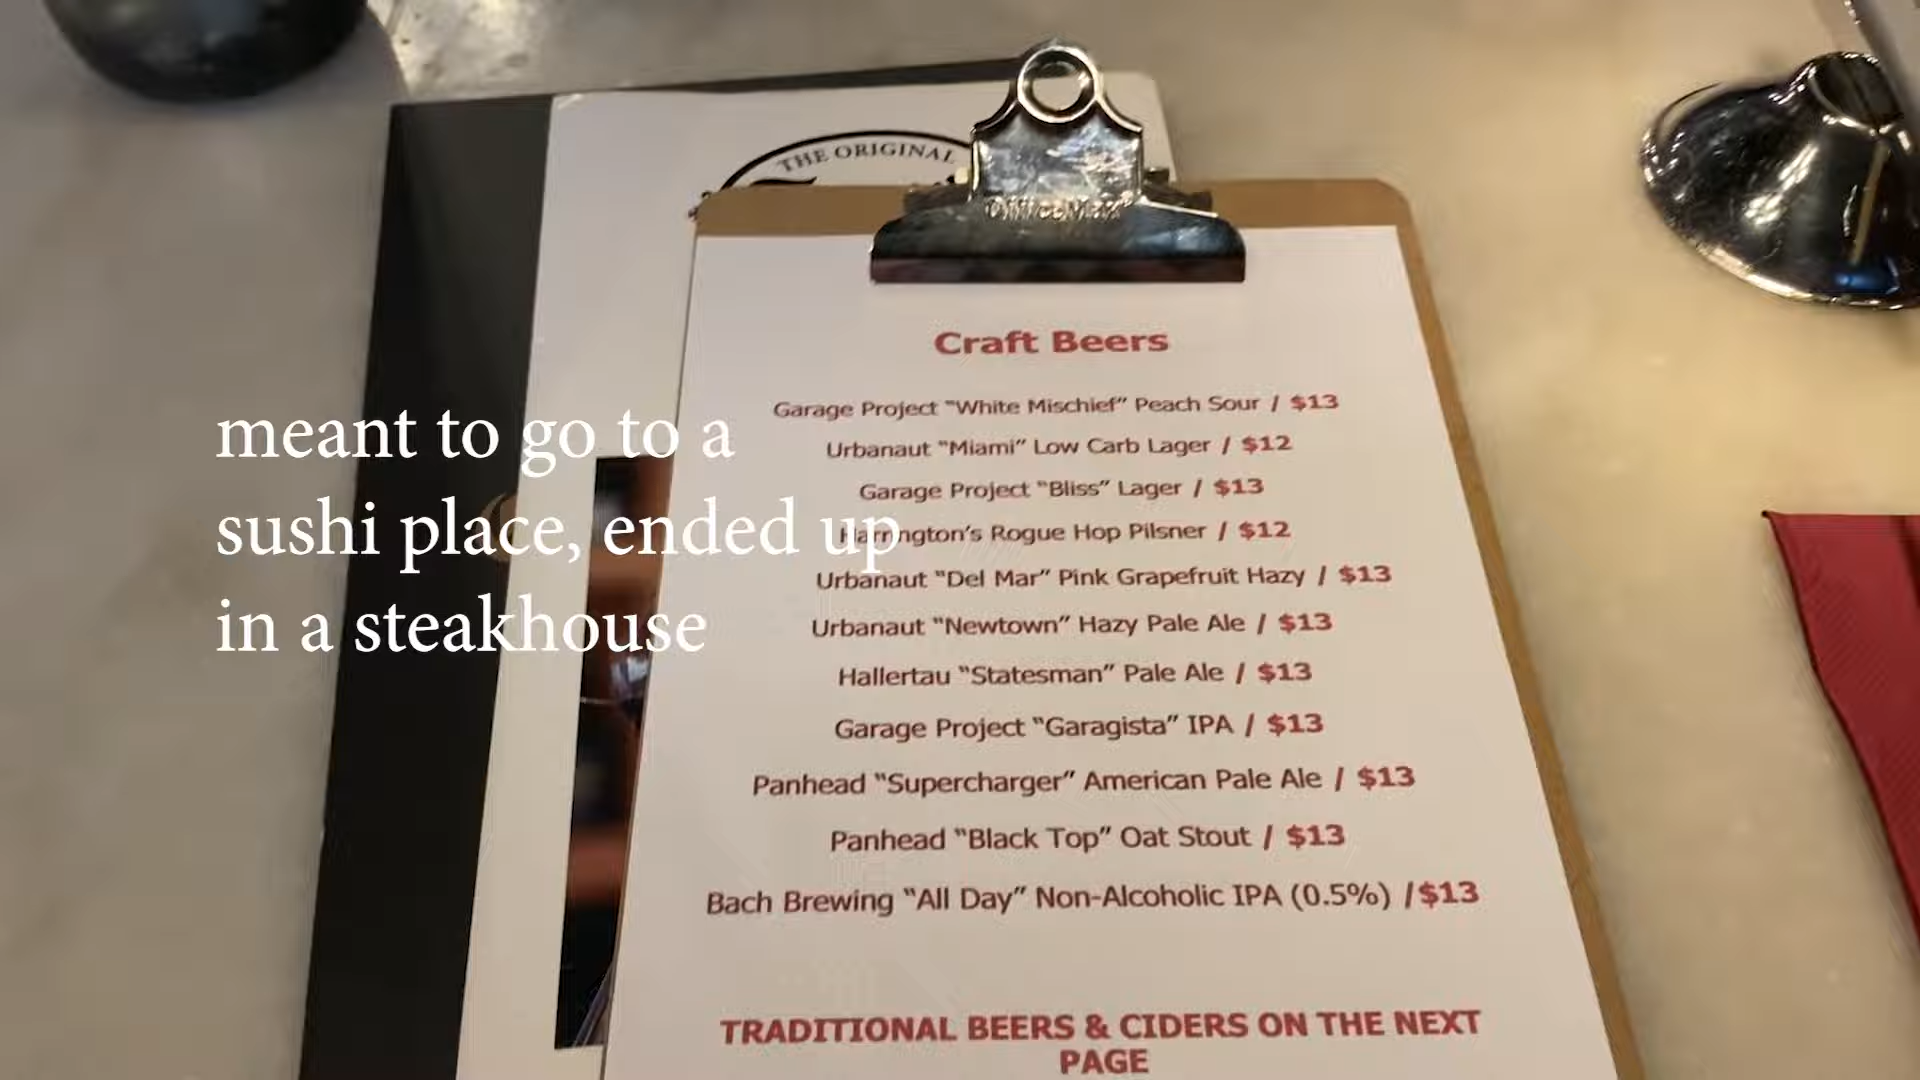 THE ORIGINAL
OfficeMax
Craft Beers
Garage Project "White Mischief" Peach Sour / $13
Urbanaut "Miami" Low Carb Lager / $12
Garage Project "Bliss" Lager / $13
Harrington's Rogue Hop Pilsner / $12
Urbanaut "Del Mar" Pink Grapefruit Hazy / $13
Urbanaut "Newtown" Hazy Pale Ale / $13
Hallertau "Statesman" Pale Ale / $13
Garage Project "Garagista" IPA / $13
Panhead "Supercharger" American Pale Ale / $13
Panhead "Black Top" Oat Stout / $13
Bach Brewing "All Day" Non-Alcoholic IPA (0.5%) /$13
TRADITIONAL BEERS & CIDERS ON THE NEXT
PAGE
meant to go to a
sushi place, ended up
in a steakhouse